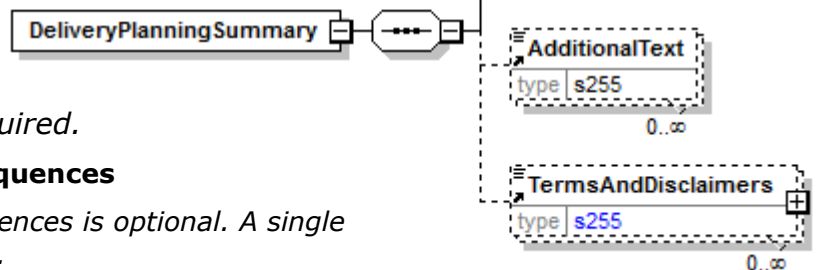 DeliveryPlanningSummary
AdditionalText
type s255
0..∞
uired.
quences
TermsAndDisclaimers
ences is optional. A single
type s255
0..∞